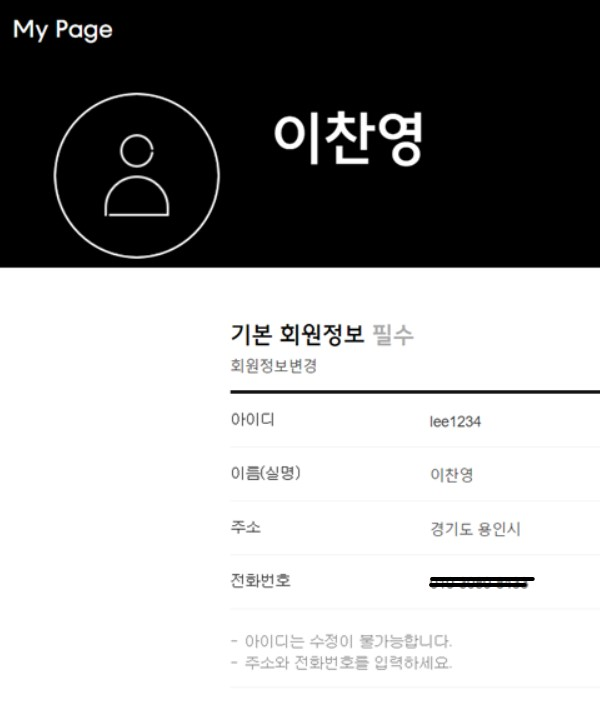 My Page
이찬영
기본 회원정보 필수
회원정보변경
아이디 lee1234
이름(실명) 이찬영
주소 경기도 용인시
전화번호
- 아이디는 수정이 불가능합니다.
- 주소와 전화번호를 입력하세요.